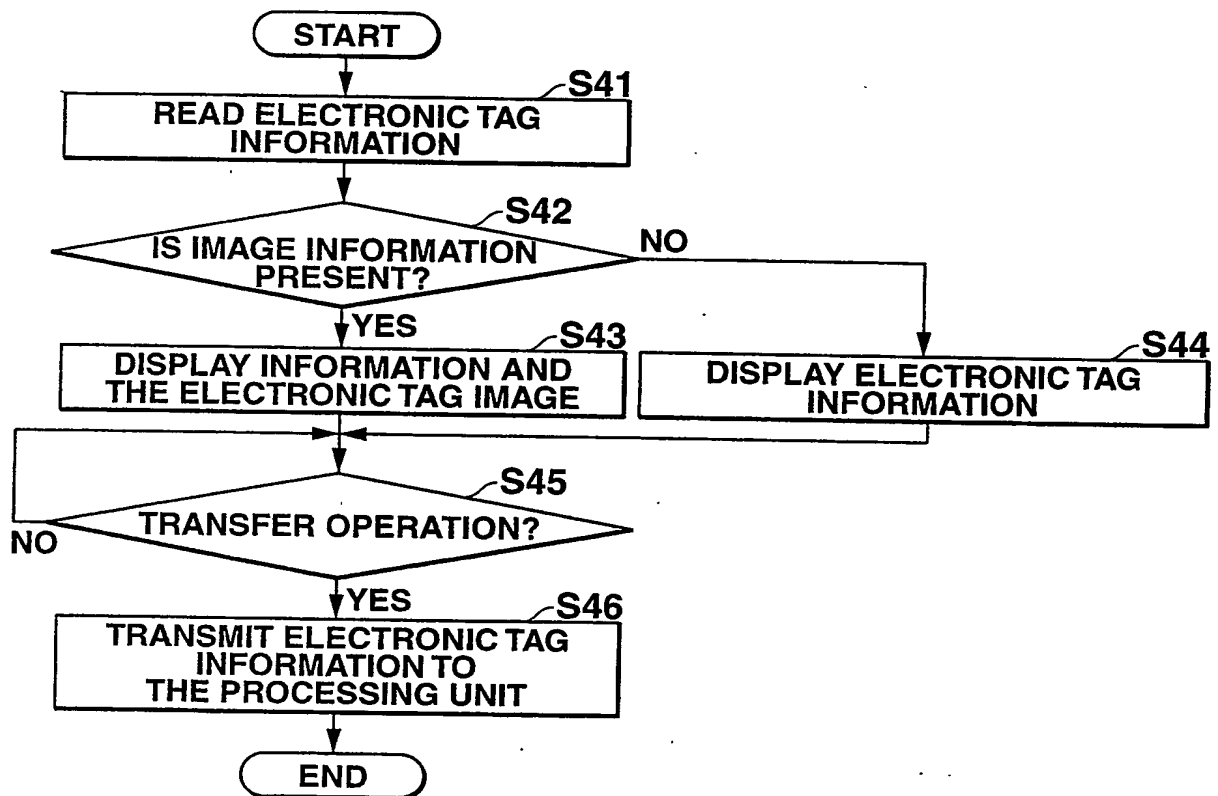 START
S41
READ ELECTRONIC TAG
INFORMATION
S42
IS IMAGE INFORMATION
PRESENT?
NO
YES
S43
DISPLAY INFORMATION AND
THE ELECTRONIC TAG IMAGE
S44
DISPLAY ELECTRONIC TAG
INFORMATION
S45
TRANSFER OPERATION?
NO
YES
S46
TRANSMIT ELECTRONIC TAG
INFORMATION TO
THE PROCESSING UNIT
END